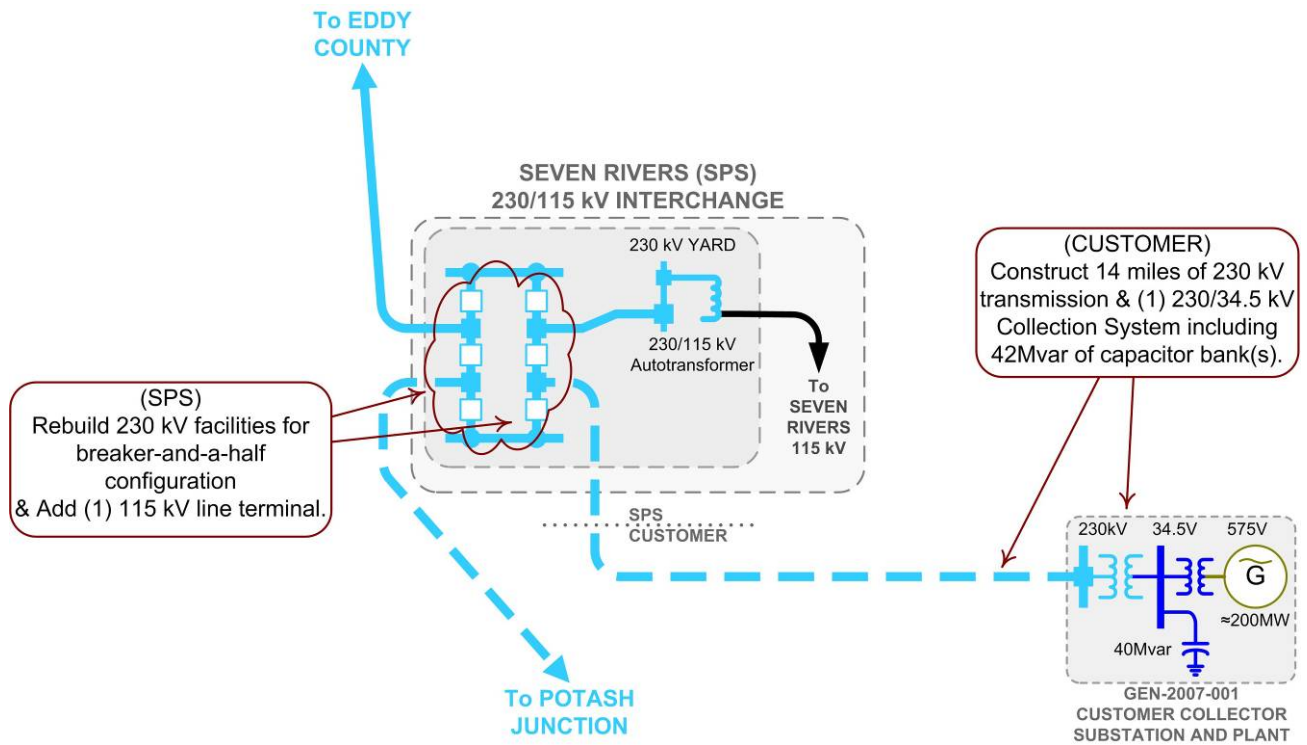 To EDDY
COUNTY
SEVEN RIVERS (SPS)
230/115 kV INTERCHANGE
230 kV YARD
230/115 kV
Autotransformer
To
SEVEN
RIVERS
115 kV
(CUSTOMER)
Construct 14 miles of 230 kV
transmission & (1) 230/34.5 kV
Collection System including
42Mvar of capacitor bank(s).
(SPS)
Rebuild 230 kV facilities for
breaker-and-a-half
configuration
& Add (1) 115 kV line terminal.
SPS
CUSTOMER
230kV 34.5V 575V
G
≈200MW
40Mvar
To POTASH
JUNCTION
GEN-2007-001
CUSTOMER COLLECTOR
SUBSTATION AND PLANT